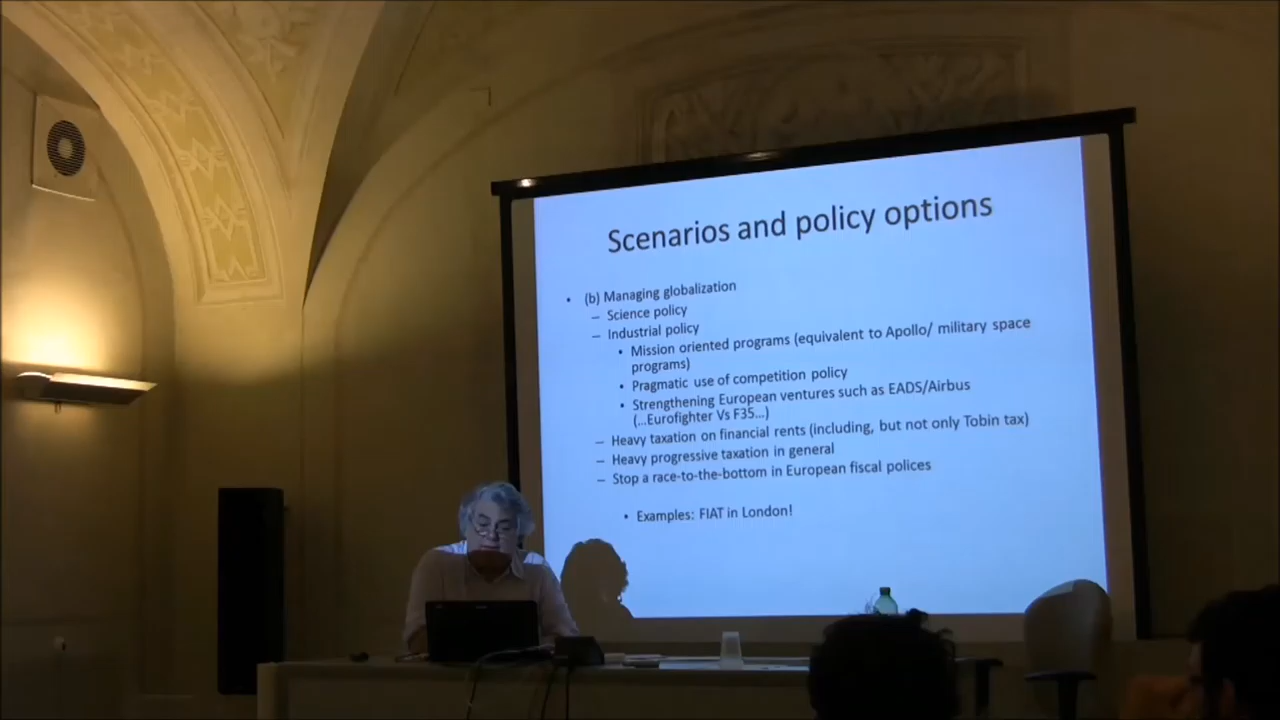 Scenarios and policy options
• (b) Managing globalization
– Science policy
– Industrial policy
• Mission oriented programs (equivalent to Apollo/ military space
programs)
• Pragmatic use of competition policy
• Strengthening European ventures such as EADS/Airbus
(...Eurofighter Vs F35...)
– Heavy taxation on financial rents (including, but not only Tobin tax)
– Heavy progressive taxation in general
– Stop a race-to-the-bottom in European fiscal polices
• Examples: FIAT in London!